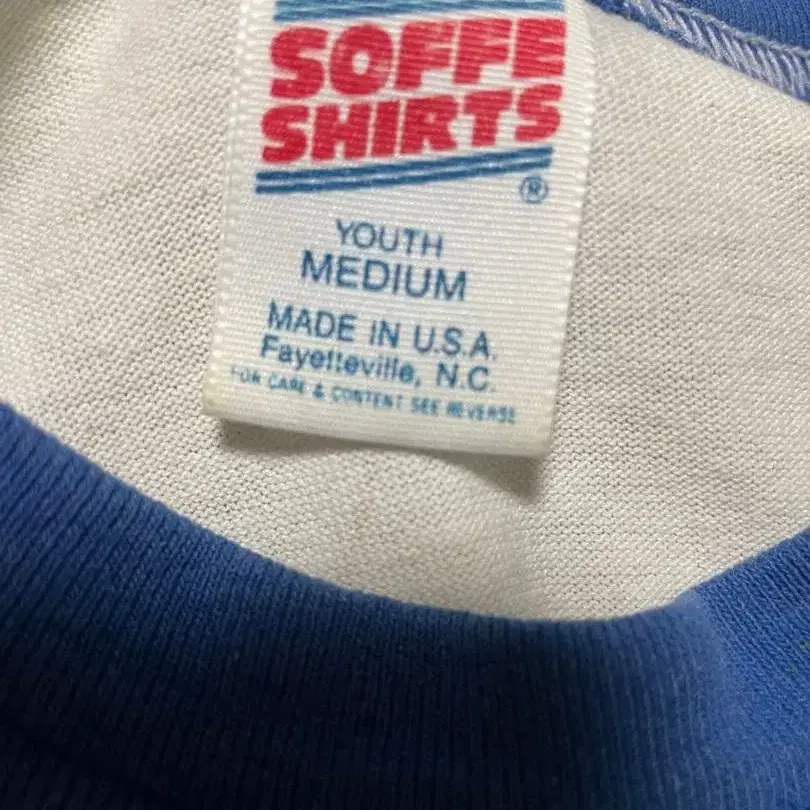 SOFFE
SHIRTS
®
YOUTH
MEDIUM
MADE IN U.S.A.
Fayetteville, N.C.
FOR CARE & CONTENT SEE REVERSE